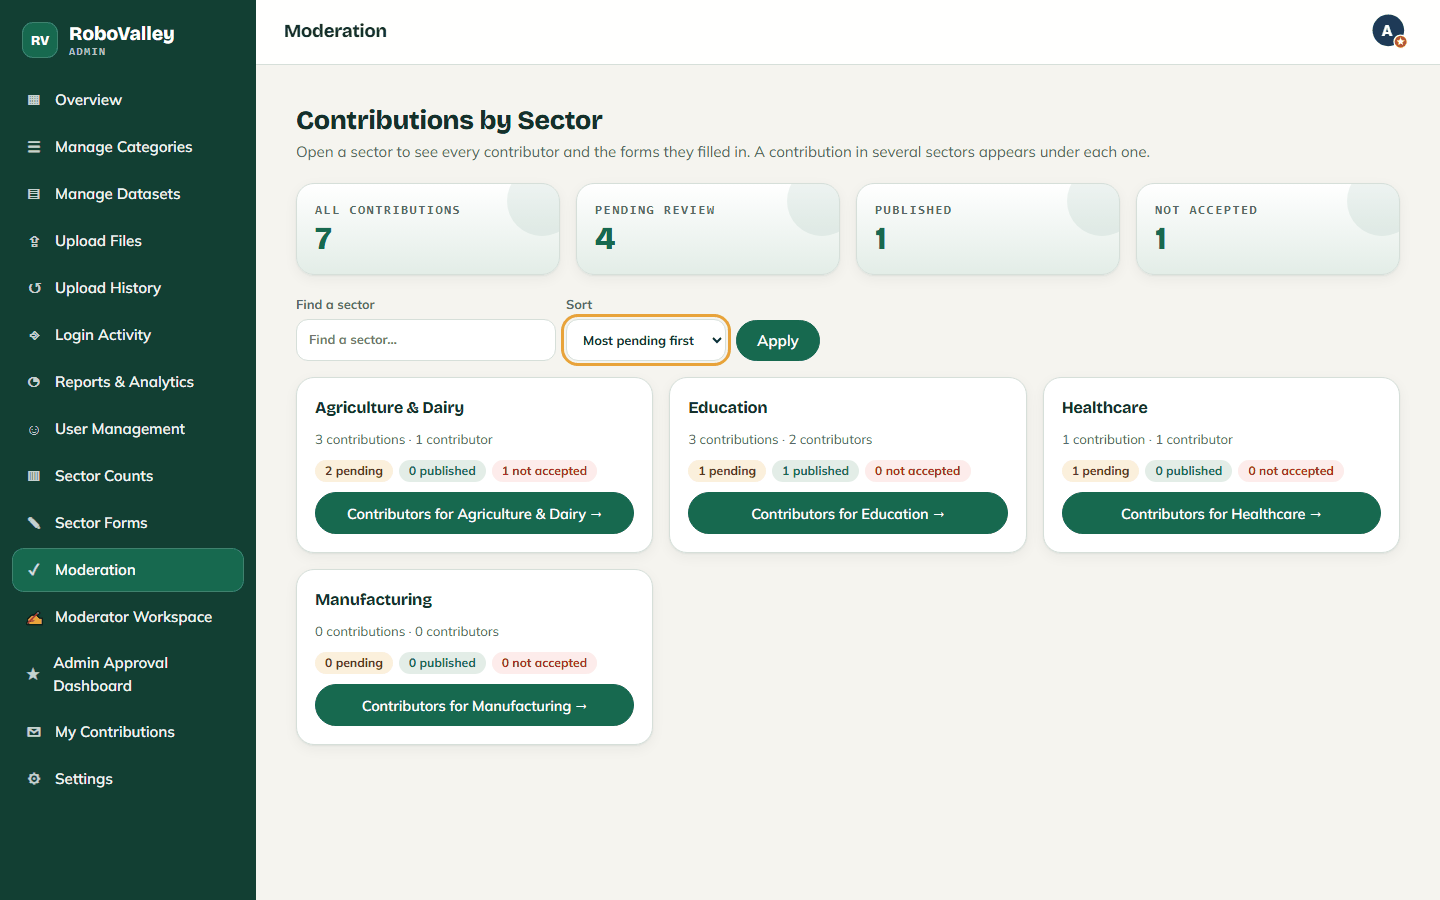 RV
RoboValley
ADMIN
Overview
Manage Categories
Manage Datasets
Upload Files
Upload History
Login Activity
Reports & Analytics
User Management
Sector Counts
Sector Forms
Moderation
Moderator Workspace
Admin Approval
Dashboard
My Contributions
Settings
Moderation
A
Contributions by Sector
Open a sector to see every contributor and the forms they filled in. A contribution in several sectors appears under each one.
ALL CONTRIBUTIONS
7
PENDING REVIEW
4
PUBLISHED
1
NOT ACCEPTED
1
Find a sector
Sort
Find a sector...
Most pending first
Apply
Agriculture & Dairy
3 contributions · 1 contributor
2 pending
0 published
1 not accepted
Contributors for Agriculture & Dairy →
Education
3 contributions · 2 contributors
1 pending
1 published
0 not accepted
Contributors for Education →
Healthcare
1 contribution · 1 contributor
1 pending
0 published
0 not accepted
Contributors for Healthcare →
Manufacturing
0 contributions · 0 contributors
0 pending
0 published
0 not accepted
Contributors for Manufacturing →